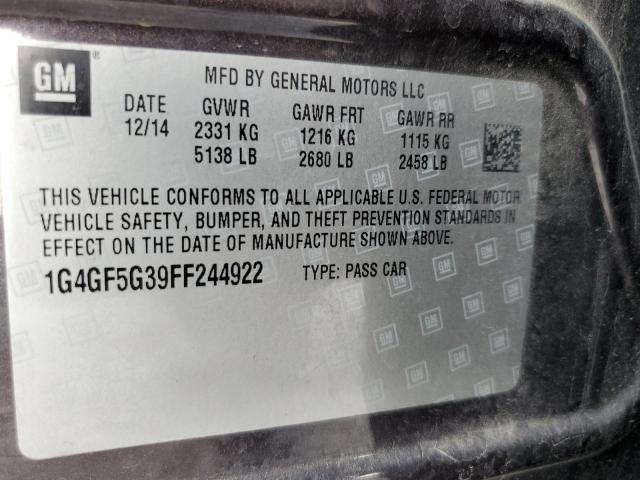 GM ®
MFD BY GENERAL MOTORS LLC
DATE GVWR GAWR FRT GAWR RR
12/14 2331 KG 1216 KG 1115 KG
5138 LB 2680 LB 2458 LB
THIS VEHICLE CONFORMS TO ALL APPLICABLE U.S. FEDERAL MOTOR
VEHICLE SAFETY, BUMPER, AND THEFT PREVENTION STANDARDS IN
EFFECT ON THE DATE OF MANUFACTURE SHOWN ABOVE.
1G4GF5G39FF244922 TYPE: PASS CAR